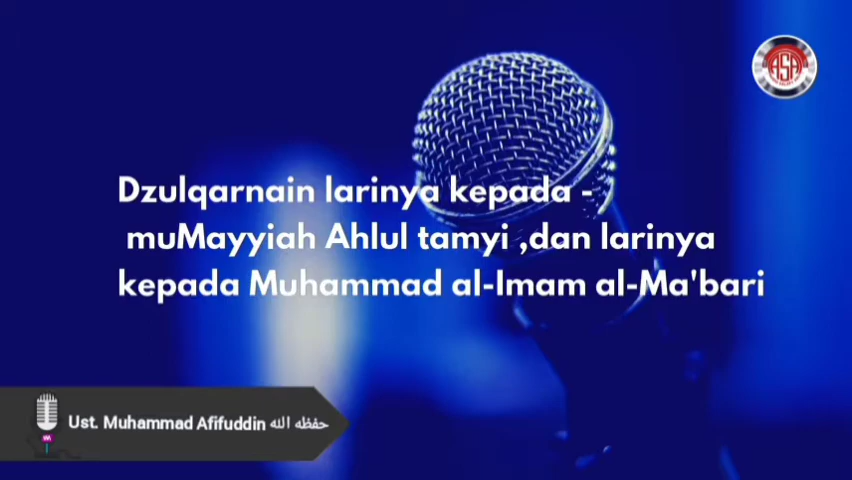 ASA
Dzulqarnain larinya kepada -
muMayyiah Ahlul tamyi ,dan larinya
kepada Muhammad al-Imam al-Ma'bari
Ust. Muhammad Afifuddin حفظه الله